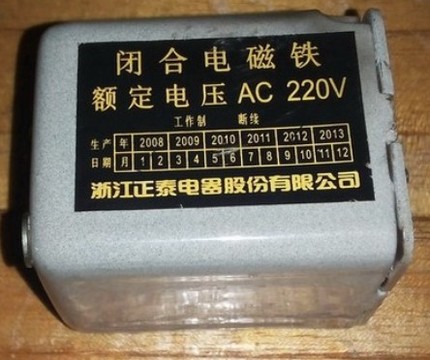 闭合电磁铁
额定电压 AC 220V
工作制 断续
生产 年 2008 2009 2010 2011 2012 2013
日期 月 1 2 3 4 5 6 7 8 9 10 11 12
浙江正泰电器股份有限公司